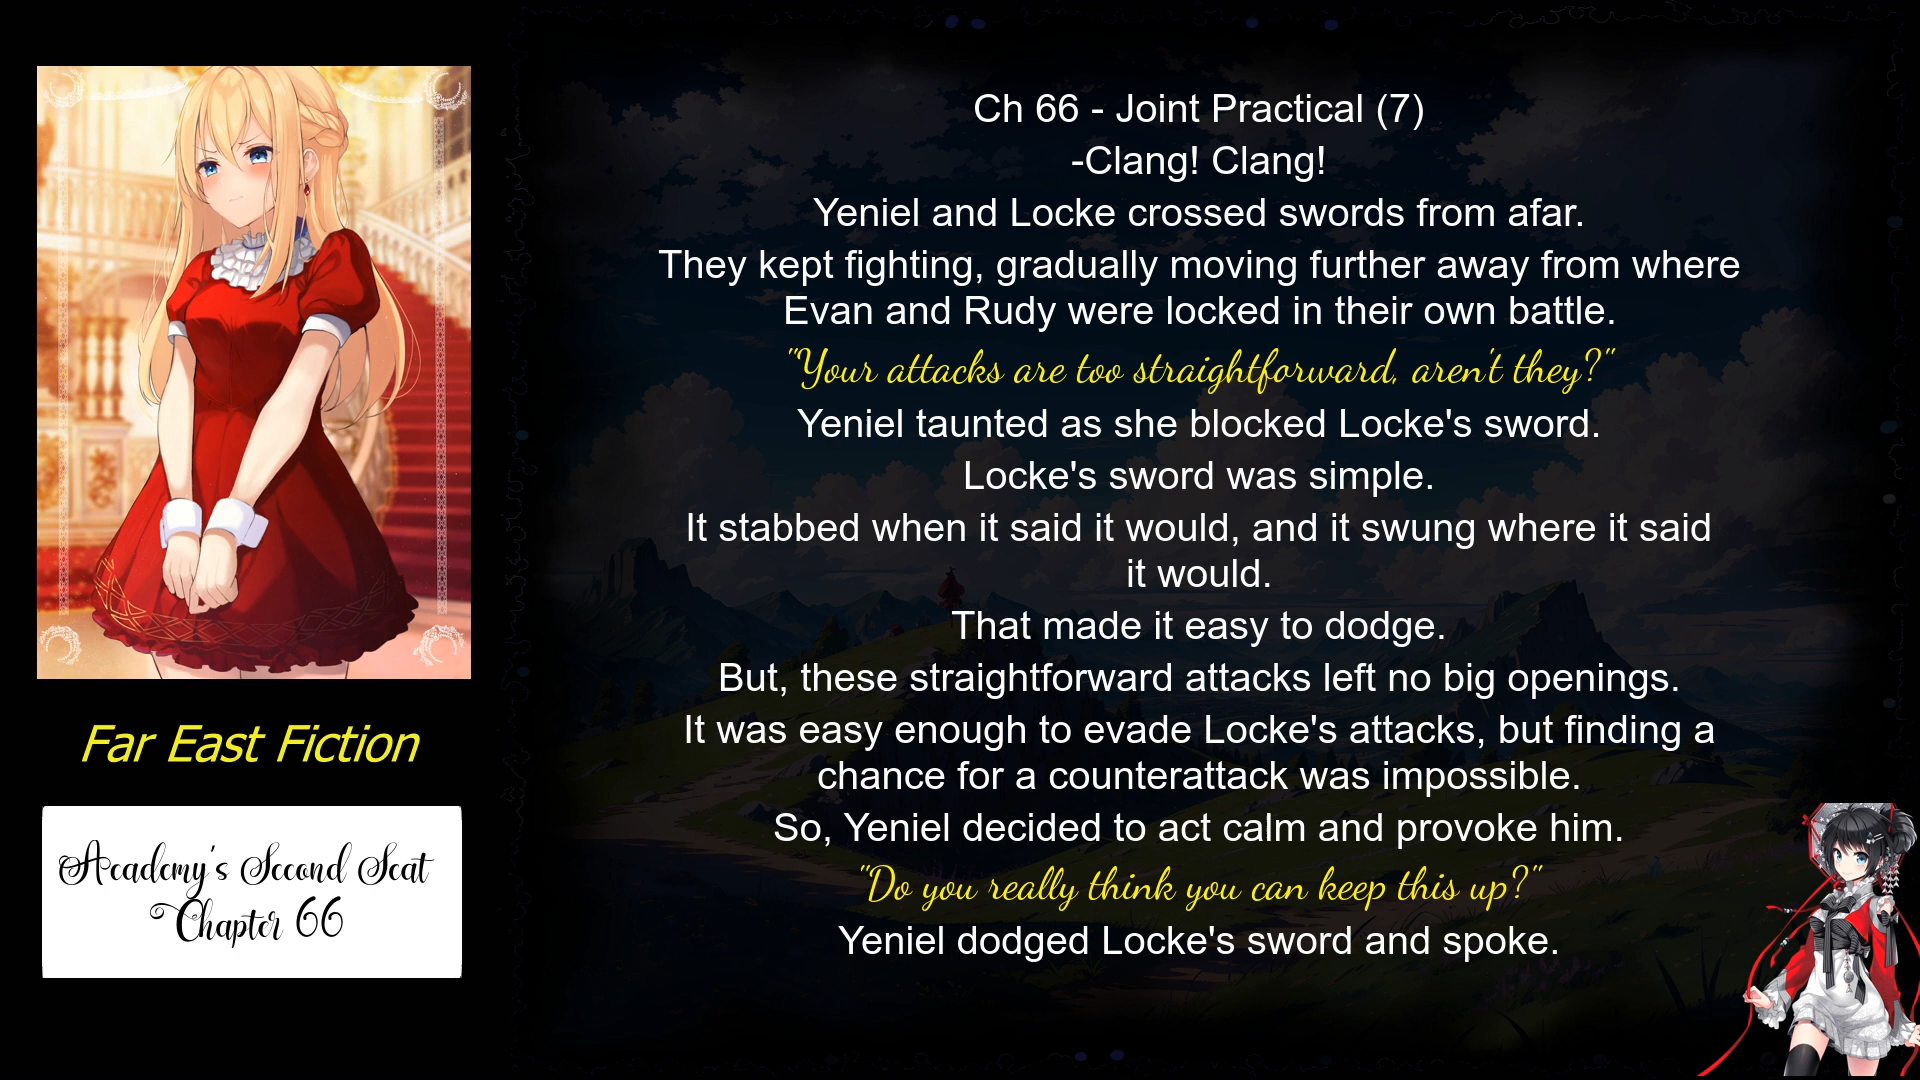 Far East Fiction
Academy's Second Seat
Chapter 66
Ch 66 - Joint Practical (7)
-Clang! Clang!
Yeniel and Locke crossed swords from afar.
They kept fighting, gradually moving further away from where
Evan and Rudy were locked in their own battle.
"Your attacks are too straightforward, aren't they?"
Yeniel taunted as she blocked Locke's sword.
Locke's sword was simple.
It stabbed when it said it would, and it swung where it said
it would.
That made it easy to dodge.
But, these straightforward attacks left no big openings.
It was easy enough to evade Locke's attacks, but finding a
chance for a counterattack was impossible.
So, Yeniel decided to act calm and provoke him.
"Do you really think you can keep this up?"
Yeniel dodged Locke's sword and spoke.